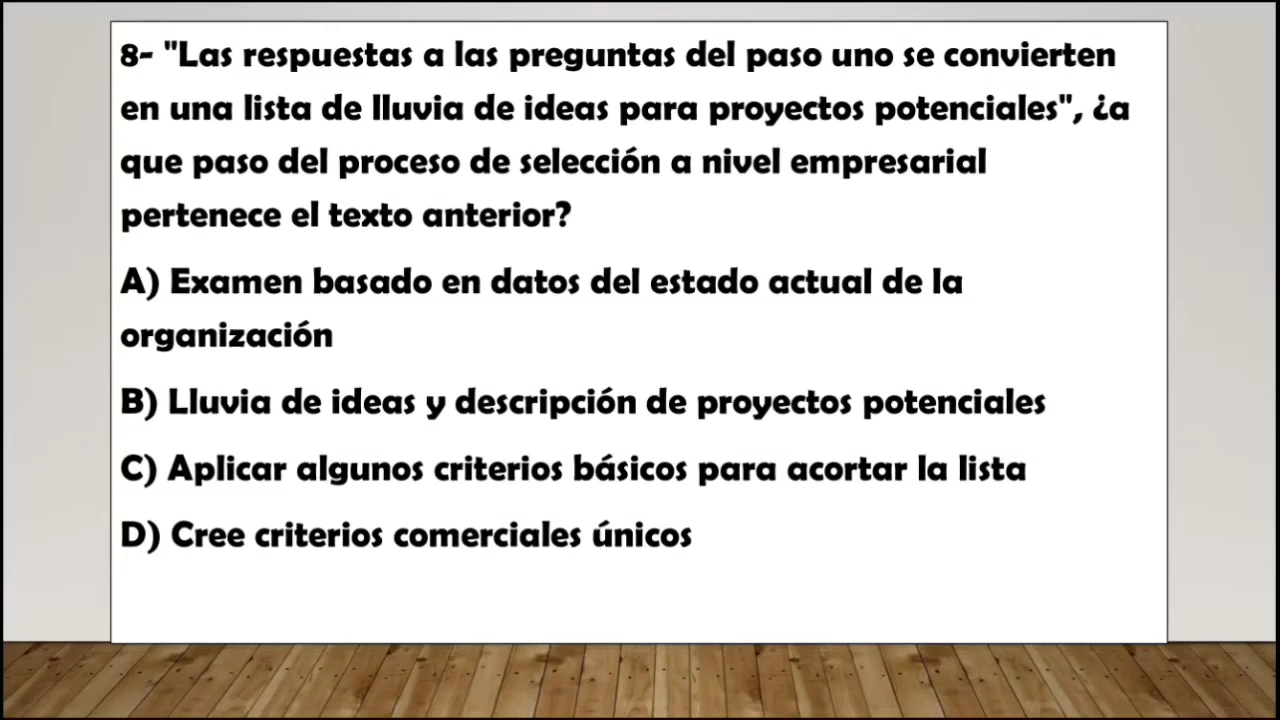 8- "Las respuestas a las preguntas del paso uno se convierten
en una lista de lluvia de ideas para proyectos potenciales", ¿a
que paso del proceso de selección a nivel empresarial
pertenece el texto anterior?
A) Examen basado en datos del estado actual de la
organización
B) Lluvia de ideas y descripción de proyectos potenciales
C) Aplicar algunos criterios básicos para acortar la lista
D) Cree criterios comerciales únicos